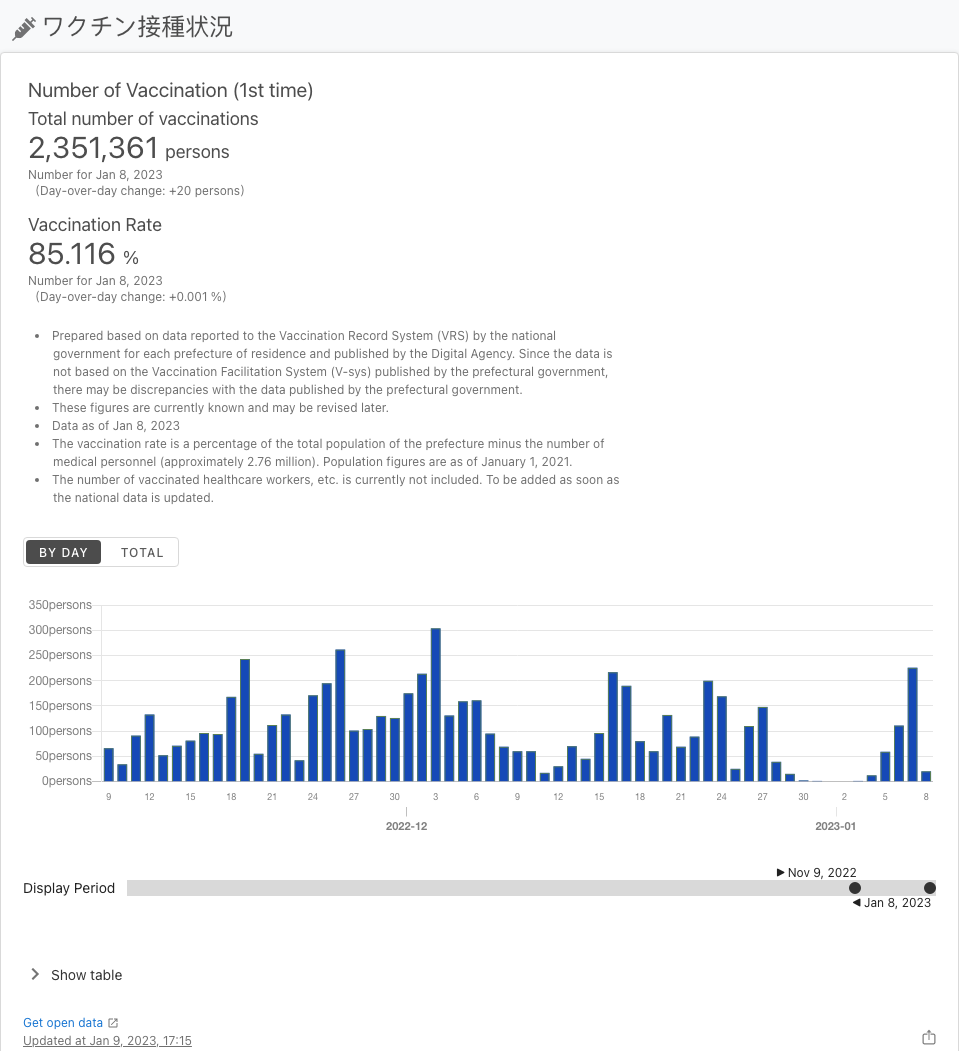 ワクチン接種状況
Number of Vaccination (1st time)
Total number of vaccinations
2,351,361 persons
Number for Jan 8, 2023
(Day-over-day change: +20 persons)
Vaccination Rate
85.116 %
Number for Jan 8, 2023
(Day-over-day change: +0.001 %)
• Prepared based on data reported to the Vaccination Record System (VRS) by the national
government for each prefecture of residence and published by the Digital Agency. Since the data is
not based on the Vaccination Facilitation System (V-sys) published by the prefectural government,
there may be discrepancies with the data published by the prefectural government.
• These figures are currently known and may be revised later.
• Data as of Jan 8, 2023
• The vaccination rate is a percentage of the total population of the prefecture minus the number of
medical personnel (approximately 2.76 million). Population figures are as of January 1, 2021.
• The number of vaccinated healthcare workers, etc. is currently not included. To be added as soon as
the national data is updated.
BY DAY TOTAL
350persons
300persons
250persons
200persons
150persons
100persons
50persons
0persons
9 12 15 18 21 24 27 30 3 6 9 12 15 18 21 24 27 30 2 5 8
2022-12 2023-01
Nov 9, 2022
Display Period
Jan 8, 2023
Show table
Get open data
Updated at Jan 9, 2023, 17:15